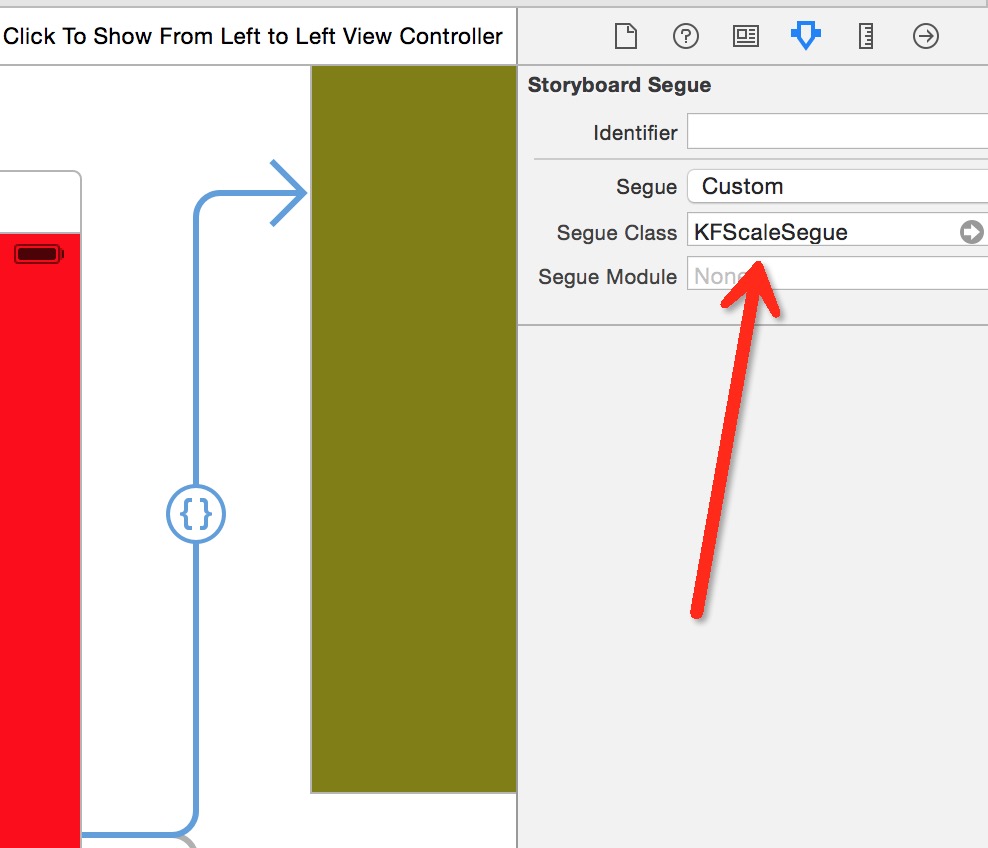 Click To Show From Left to Left View Controller
Storyboard Segue
Identifier
Segue Custom
Segue Class KFScaleSegue
Segue Module None
{ }